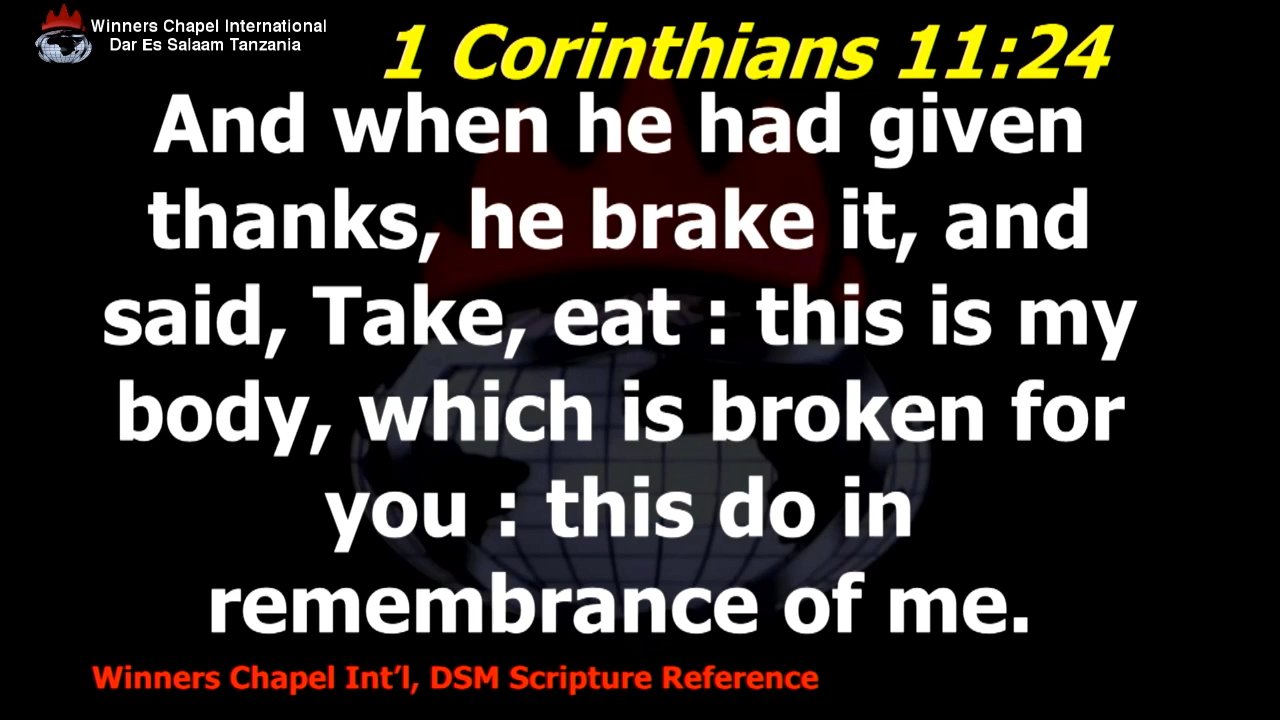 Winners Chapel International
Dar Es Salaam Tanzania
1 Corinthians 11:24
And when he had given
thanks, he brake it, and
said, Take, eat : this is my
body, which is broken for
you : this do in
remembrance of me.
Winners Chapel Int’l, DSM Scripture Reference